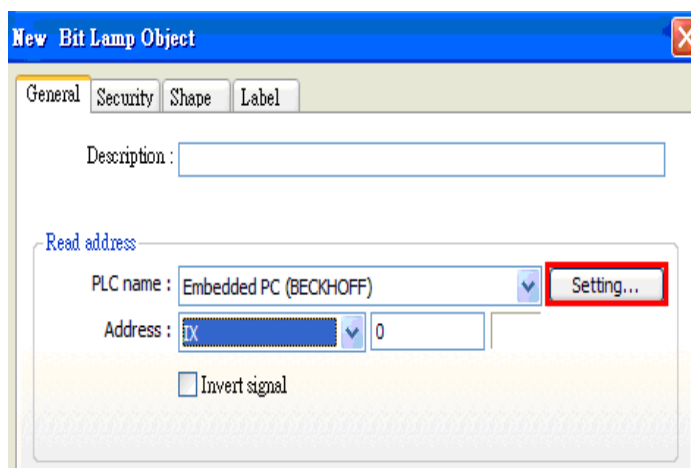 New Bit Lamp Object
General Security Shape Label
Description :
Read address
PLC name : Embedded PC (BECKHOFF) Setting...
Address : IX 0
Invert signal